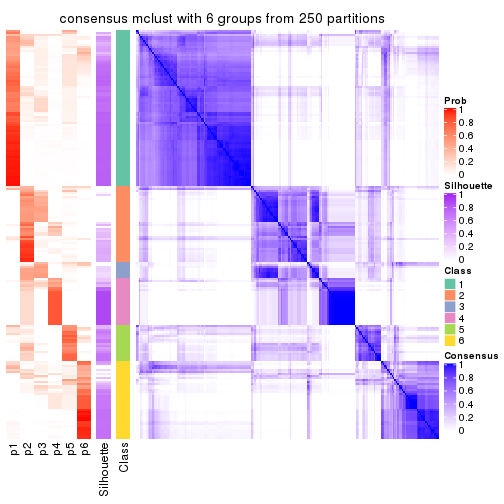 consensus mclust with 6 groups from 250 partitions
Prob
1
0.8
0.6
0.4
0.2
0
Silhouette
1
0.8
0.6
0.4
0.2
0
Class
1
2
3
4
5
6
Consensus
1
0.8
0.6
0.4
0.2
0
p1
p2
p3
p4
p5
p6
Silhouette
Class